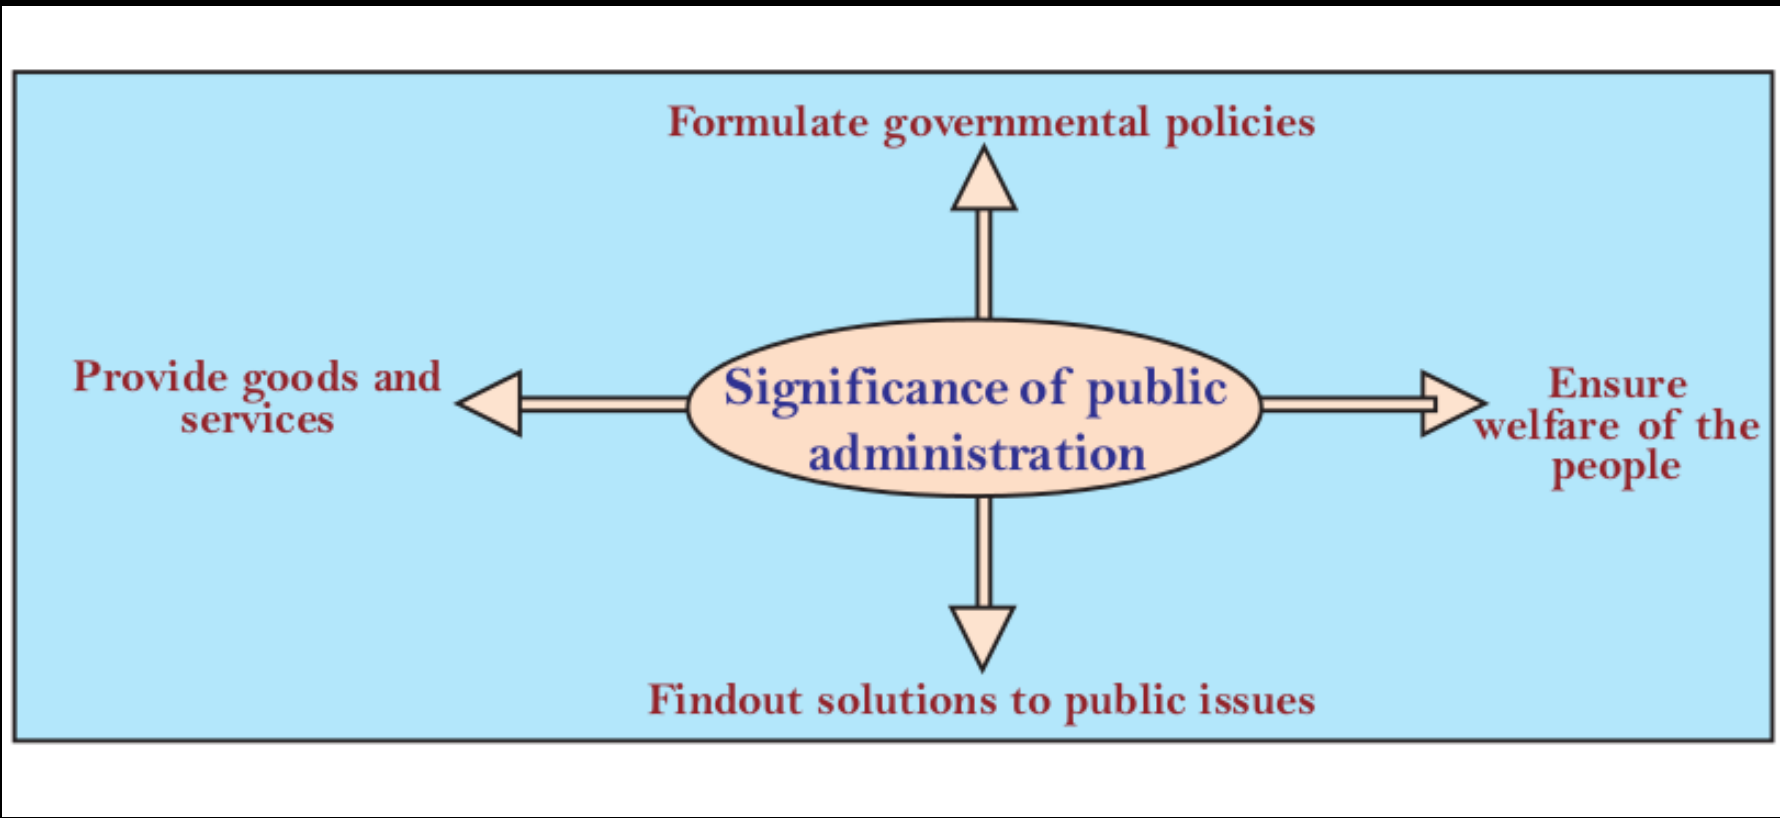 Formulate governmental policies
Provide goods and
services
Significance of public
administration
Ensure
welfare of the
people
Findout solutions to public issues